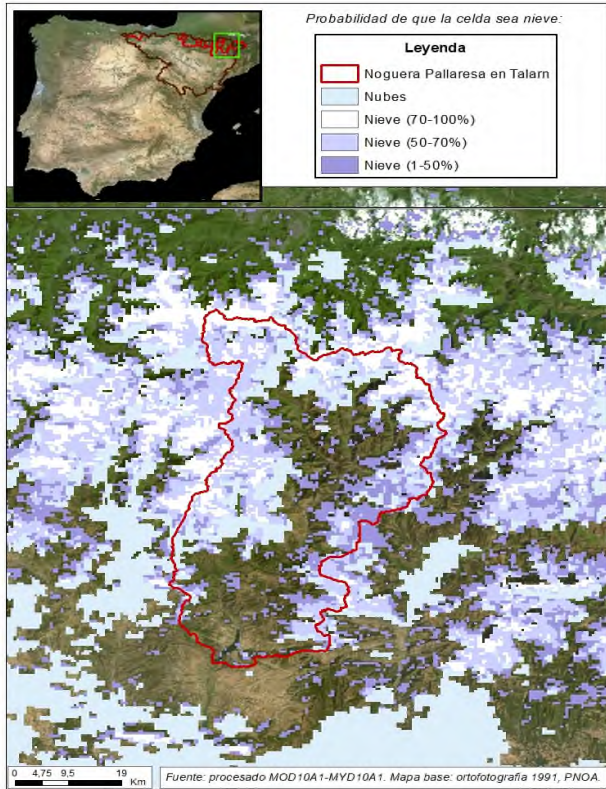 Probabilidad de que la celda sea nieve:
Leyenda
Noguera Pallaresa en Talarn
Nubes
Nieve (70-100%)
Nieve (50-70%)
Nieve (1-50%)
0 4,75 9,5 19
Km
Fuente: procesado MOD10A1-MYD10A1. Mapa base: ortofotografía 1991, PNOA.